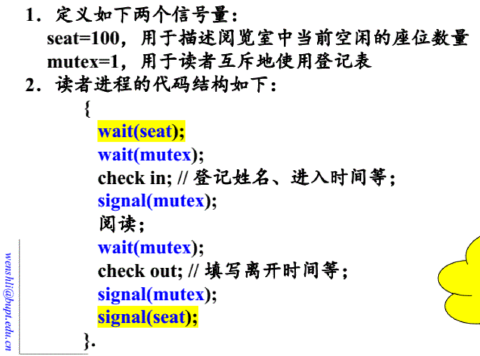 1．定义如下两个信号量：
seat=100，用于描述阅览室中当前空闲的座位数量
mutex=1，用于读者互斥地使用登记表
2．读者进程的代码结构如下：
{
wait(seat);
wait(mutex);
check in; // 登记姓名、进入时间等；
signal(mutex);
阅读；
wait(mutex);
check out; // 填写离开时间等；
signal(mutex);
signal(seat);
}.
wenshli@bupt.edu.cn